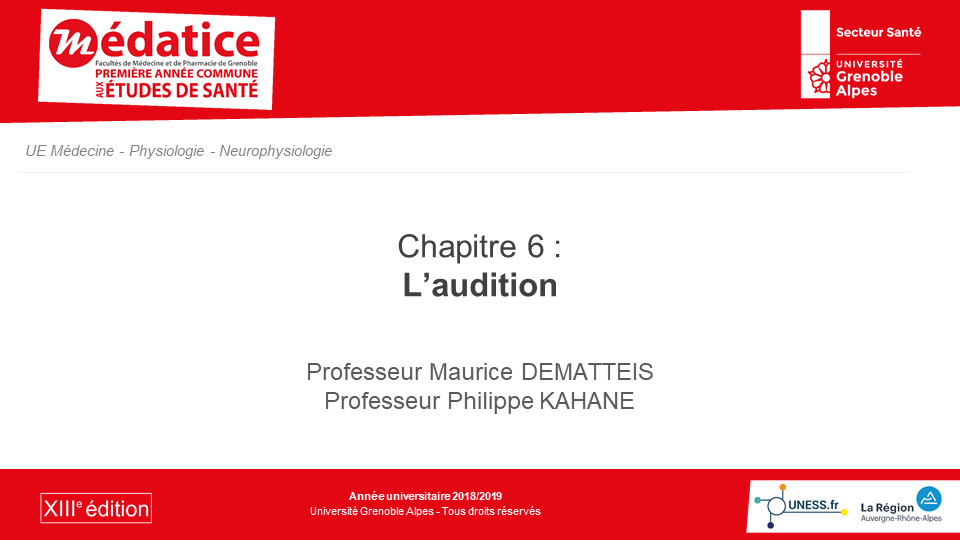 médatice
Facultés de Médecine et de Pharmacie de Grenoble
PREMIÈRE ANNÉE COMMUNE
AUX ÉTUDES DE SANTÉ
Secteur Santé
UNIVERSITÉ
Grenoble
Alpes
UE Médecine - Physiologie - Neurophysiologie
Chapitre 6 :
L’audition
Professeur Maurice DEMATTEIS
Professeur Philippe KAHANE
XIIIe édition
Année universitaire 2018/2019
Université Grenoble Alpes - Tous droits réservés
UNESS.fr
La Région
Auvergne-Rhône-Alpes